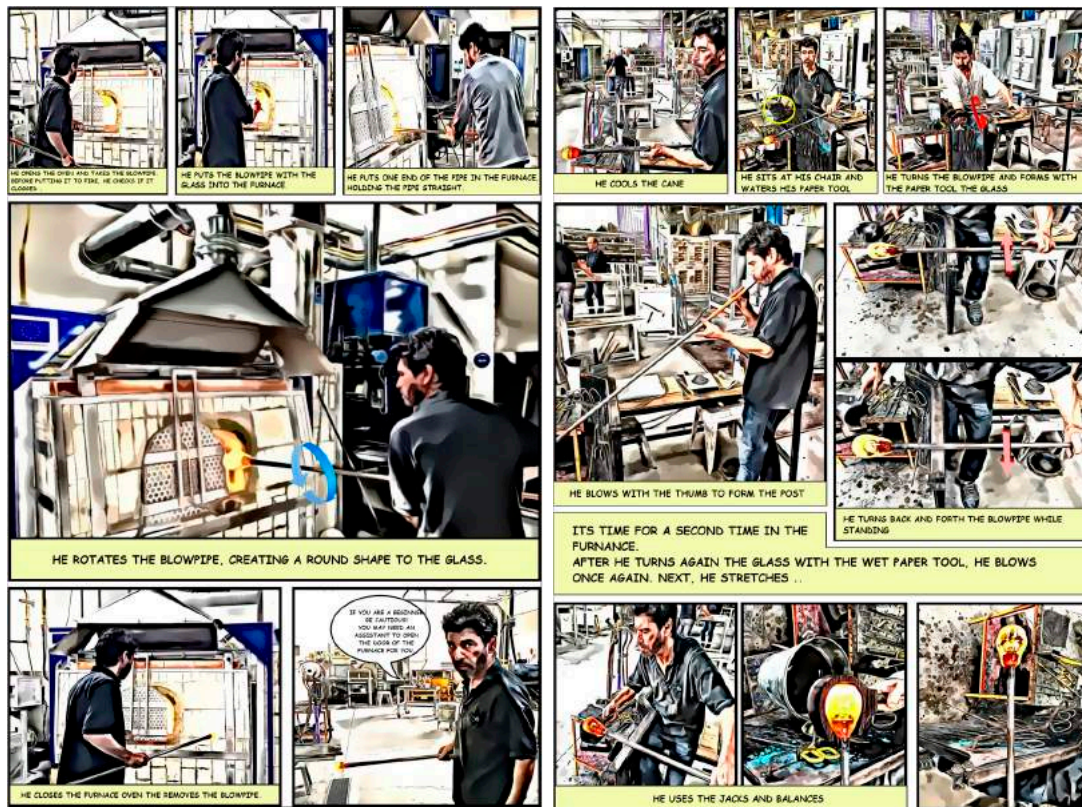 HE OPENS THE OVEN AND TAKES THE BLOWPIPE.
BEFORE PUTTING IT TO FIRE, HE CHECKS IF IT
CLOGGS
HE PUTS THE BLOWPIPE WITH THE
GLASS INTO THE FURNACE
HE PUTS ONE END OF THE PIPE IN THE FURNACE
HOLDING THE PIPE STRAIGHT.
HE ROTATES THE BLOWPIPE, CREATING A ROUND SHAPE TO THE GLASS.
HE CLOSES THE FURNACE OVEN THE REMOVES THE BLOWPIPE.
IF YOU ARE A BEGINNER
BE CAUTIOUS!
YOU MAY NEED AN
ASSISTANT TO OPEN
THE DOOR OF THE
FURNACE FOR YOU
HE COOLS THE CANE
HE SITS AT HIS CHAIR AND
WATERS HIS PAPER TOOL
HE TURNS THE BLOWPIPE AND FORMS WITH
THE PAPER TOOL THE GLASS
HE BLOWS WITH THE THUMB TO FORM THE POST
HE TURNS BACK AND FORTH THE BLOWPIPE WHILE
STANDING
ITS TIME FOR A SECOND TIME IN THE
FURNANCE.
AFTER HE TURNS AGAIN THE GLASS WITH THE WET PAPER TOOL, HE BLOWS
ONCE AGAIN. NEXT, HE STRETCHES ..
HE USES THE JACKS AND BALANCES